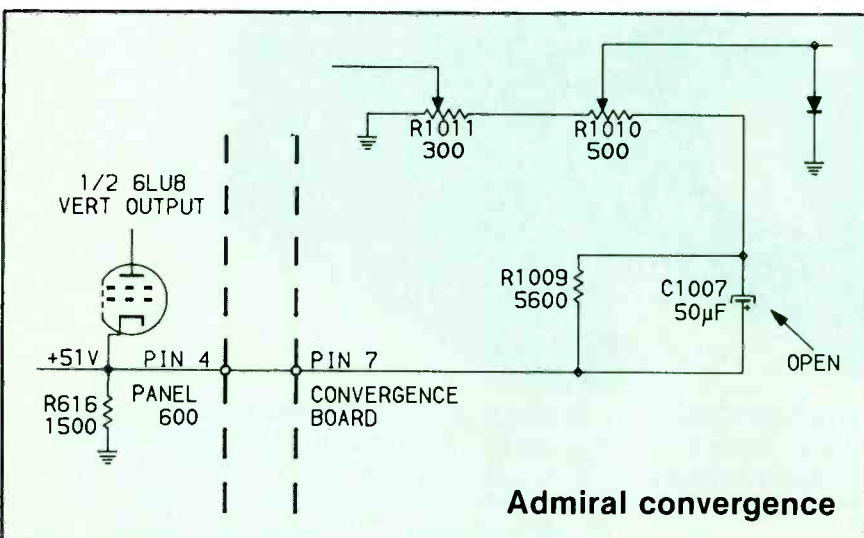 R1011
300
R1010
500
1/2 6LU8
VERT OUTPUT
R1009
5600
C1007
50µF
OPEN
+51V
PIN 4
PIN 7
R616
1500
PANEL
600
CONVERGENCE
BOARD
Admiral convergence